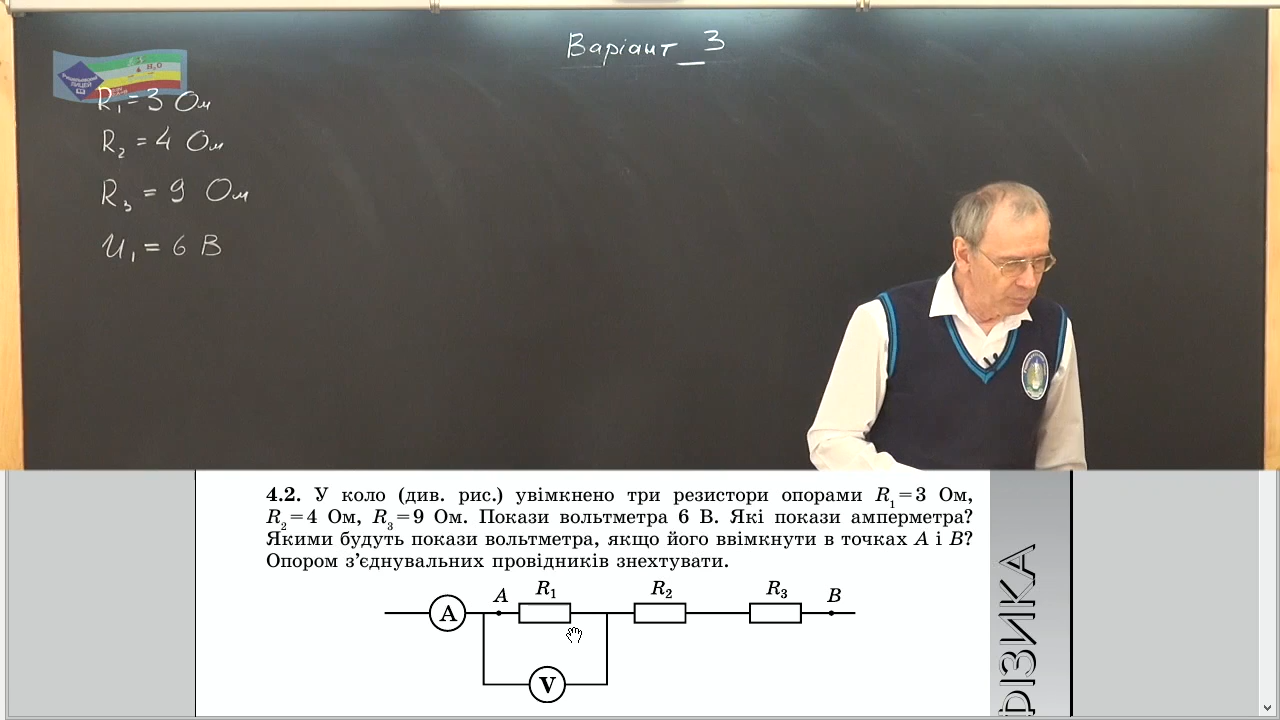 Варіант 3
R₁ = 3 Ом
R₂ = 4 Ом
R₃ = 9 Ом
U₁ = 6 В
4.2. У коло (див. рис.) увімкнено три резистори опорами R₁=3 Ом,
R₂=4 Ом, R₃=9 Ом. Покази вольтметра 6 В. Які покази амперметра?
Якими будуть покази вольтметра, якщо його ввімкнути в точках A і B?
Опором з’єднувальних провідників знехтувати.
A A R₁ R₂ R₃ B
V
ФІЗИКА